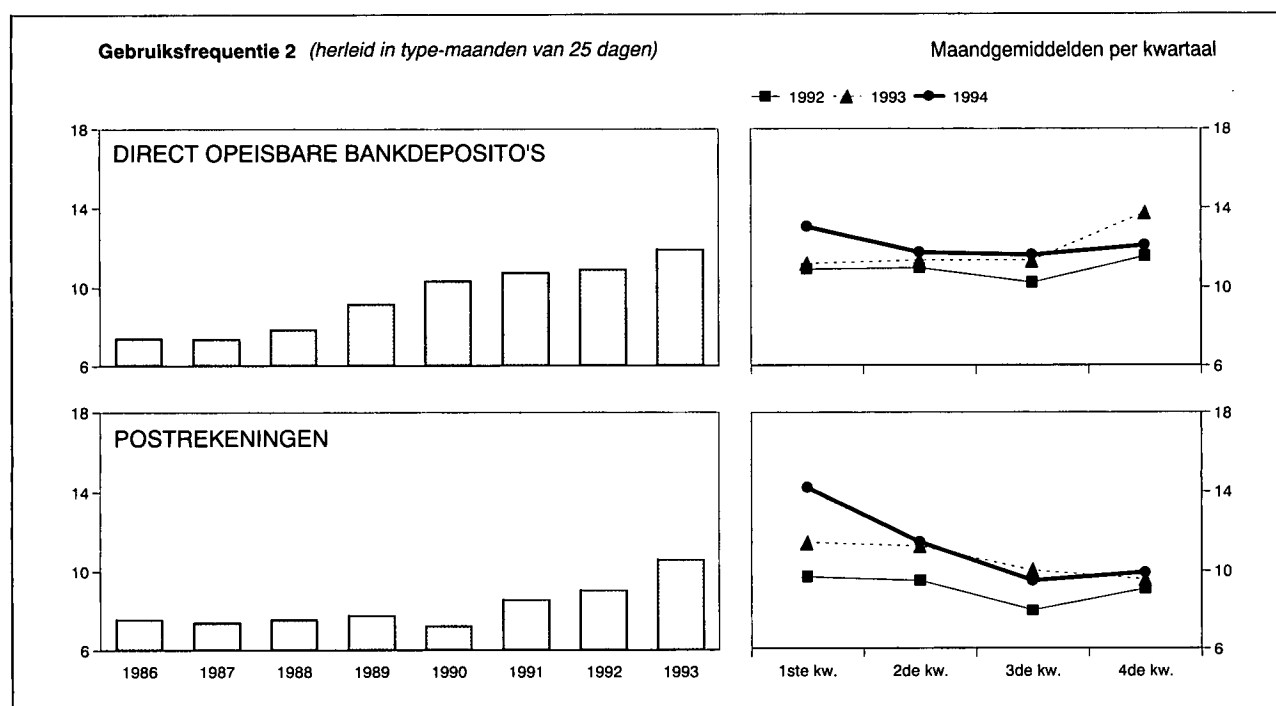 Gebruiksfrequentie 2 (herleid in type-maanden van 25 dagen)
Maandgemiddelden per kwartaal
1992 1993 1994
DIRECT OPEISBARE BANKDEPOSITO'S
18
14
10
6
18
14
10
6
POSTREKENINGEN
18
14
10
6
18
14
10
6
1986 1987 1988 1989 1990 1991 1992 1993
1ste kw. 2de kw. 3de kw. 4de kw.